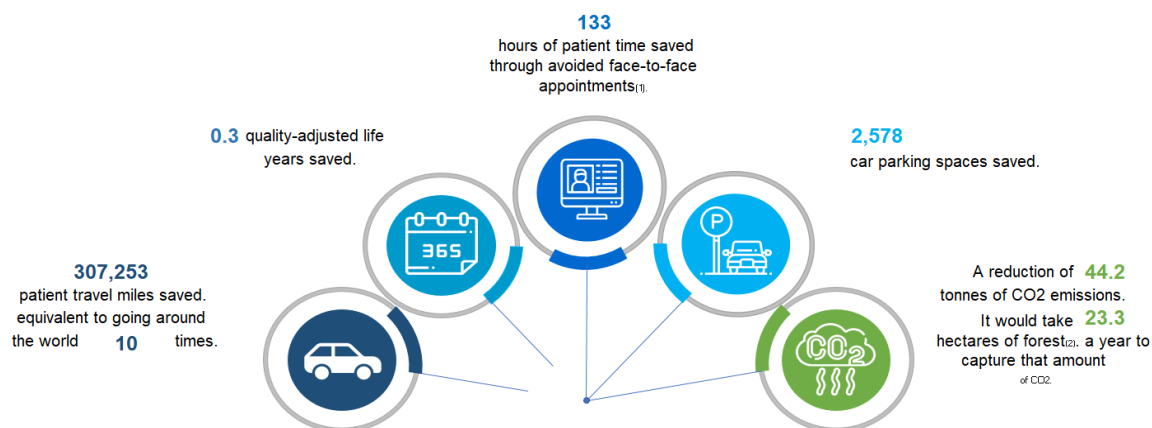 133
hours of patient time saved
through avoided face-to-face
appointments(1).
0.3 quality-adjusted life
years saved.
2,578
car parking spaces saved.
P
365
307,253
patient travel miles saved.
equivalent to going around
the world 10 times.
A reduction of 44.2
tonnes of CO2 emissions.
It would take 23.3
hectares of forest(2). a year to
capture that amount
of CO2.
CO2